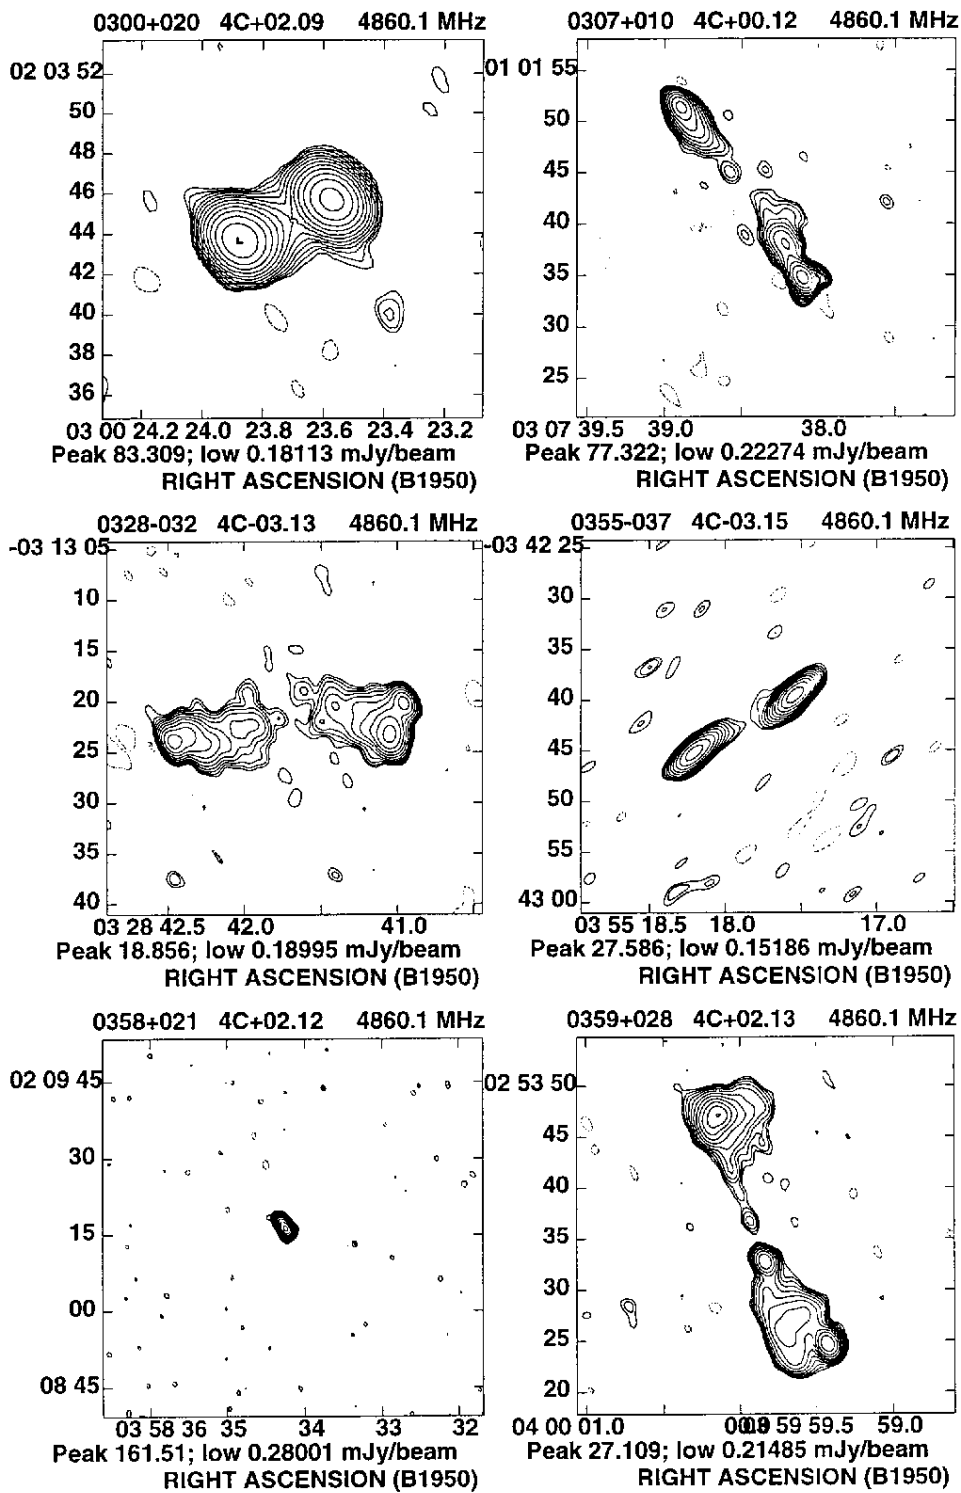 0300+020 4C+02.09 4860.1 MHz
02 03 52
50
48
46
44
42
40
38
36
03 00 24.2 24.0 23.8 23.6 23.4 23.2
Peak 83.309; low 0.18113 mJy/beam
RIGHT ASCENSION (B1950)
0307+010 4C+00.12 4860.1 MHz
01 01 55
50
45
40
35
30
25
03 07 39.5 39.0 38.0
Peak 77.322; low 0.22274 mJy/beam
RIGHT ASCENSION (B1950)
0328-032 4C-03.13 4860.1 MHz
-03 13 05
10
15
20
25
30
35
40
03 28 42.5 42.0 41.0
Peak 18.856; low 0.18995 mJy/beam
RIGHT ASCENSION (B1950)
0355-037 4C-03.15 4860.1 MHz
-03 42 25
30
35
40
45
50
55
43 00
03 55 18.5 18.0 17.0
Peak 27.586; low 0.15186 mJy/beam
RIGHT ASCENSION (B1950)
0358+021 4C+02.12 4860.1 MHz
02 09 45
30
15
00
08 45
03 58 36 35 34 33 32
Peak 161.51; low 0.28001 mJy/beam
RIGHT ASCENSION (B1950)
0359+028 4C+02.13 4860.1 MHz
02 53 50
45
40
35
30
25
20
04 00 01.0 59 59.5 59.0
Peak 27.109; low 0.21485 mJy/beam
RIGHT ASCENSION (B1950)